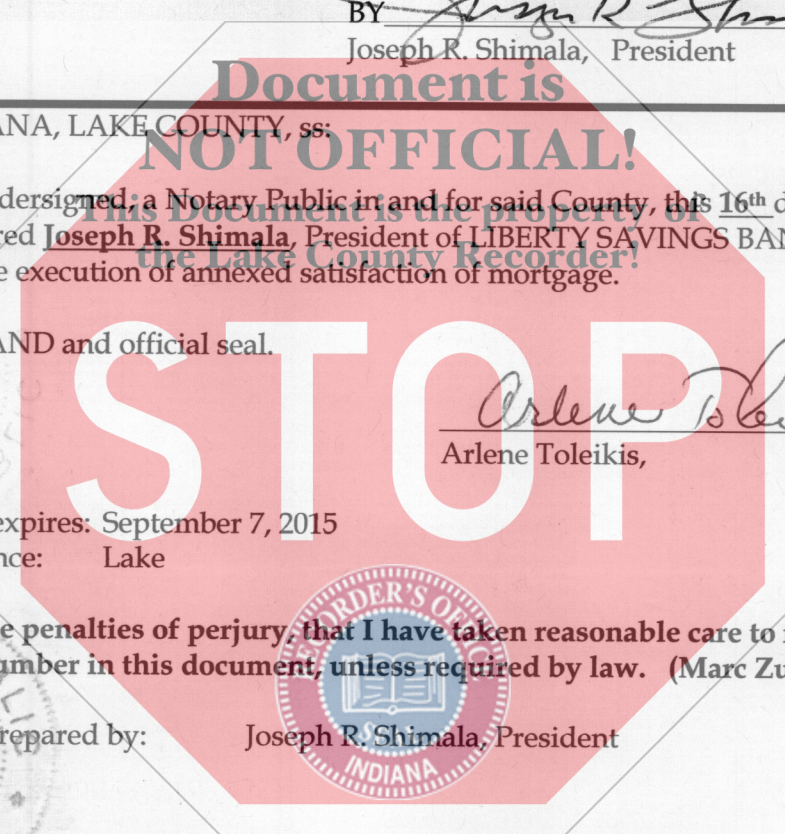 BY
Joseph R. Shimala, President
Document is
ANA, LAKE COUNTY, ss:
NOT OFFICIAL!
dersigned, a Notary Public in and for said County, this 16th d
This Document is the property of
red Joseph R. Shimala, President of LIBERTY SAVINGS BAN
the Lake County Recorder!
e execution of annexed satisfaction of mortgage.
AND and official seal.
STOP
Arlene
Arlene Toleikis,
expires: September 7, 2015
nce: Lake
RECORDER'S OFFICE
e penalties of perjury, that I have taken reasonable care to
umber in this document, unless required by law. (Marc Zu
repared by: Joseph R. Shimala, President
INDIANA